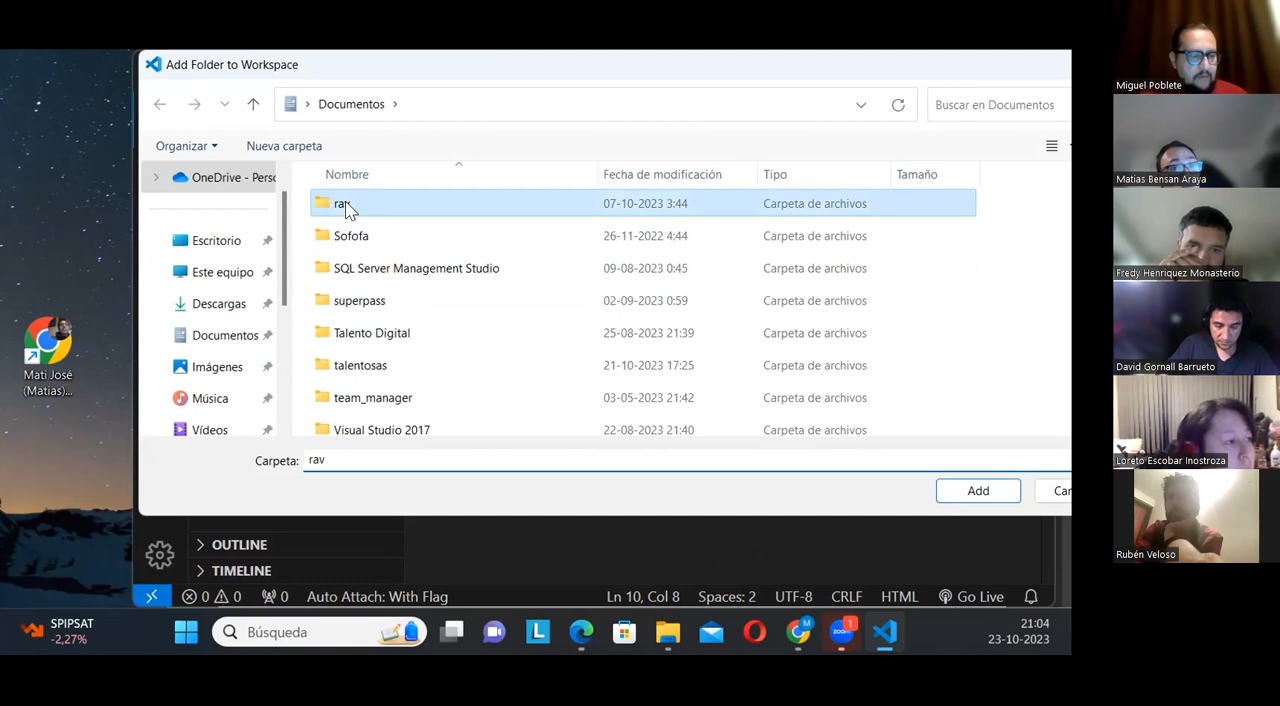 Add Folder to Workspace
Documentos
Buscar en Documentos
Organizar
Nueva carpeta
OneDrive - Perso
Escritorio
Este equipo
Descargas
Documentos
Imágenes
Música
Vídeos
Nombre Fecha de modificación Tipo Tamaño
rav 07-10-2023 3:44 Carpeta de archivos
Sofofa 26-11-2022 4:44 Carpeta de archivos
SQL Server Management Studio 09-08-2023 0:45 Carpeta de archivos
superpass 02-09-2023 0:59 Carpeta de archivos
Talento Digital 25-08-2023 21:39 Carpeta de archivos
talentosas 21-10-2023 17:25 Carpeta de archivos
team_manager 03-05-2023 21:42 Carpeta de archivos
Visual Studio 2017 22-08-2023 21:40 Carpeta de archivos
Carpeta: rav
Add
Can
OUTLINE
TIMELINE
0 0 0 Auto Attach: With Flag Ln 10, Col 8 Spaces: 2 UTF-8 CRLF HTML Go Live
Mati José
(Matias)...
SPIPSAT
-2,27%
Búsqueda
L
M
zoom
1
21:04
23-10-2023
Miguel Poblete
Matias Bensan Araya
Fredy Henriquez Monasterio
David Gornall Barrueto
Loreto Escobar Inostroza
Rubén Veloso